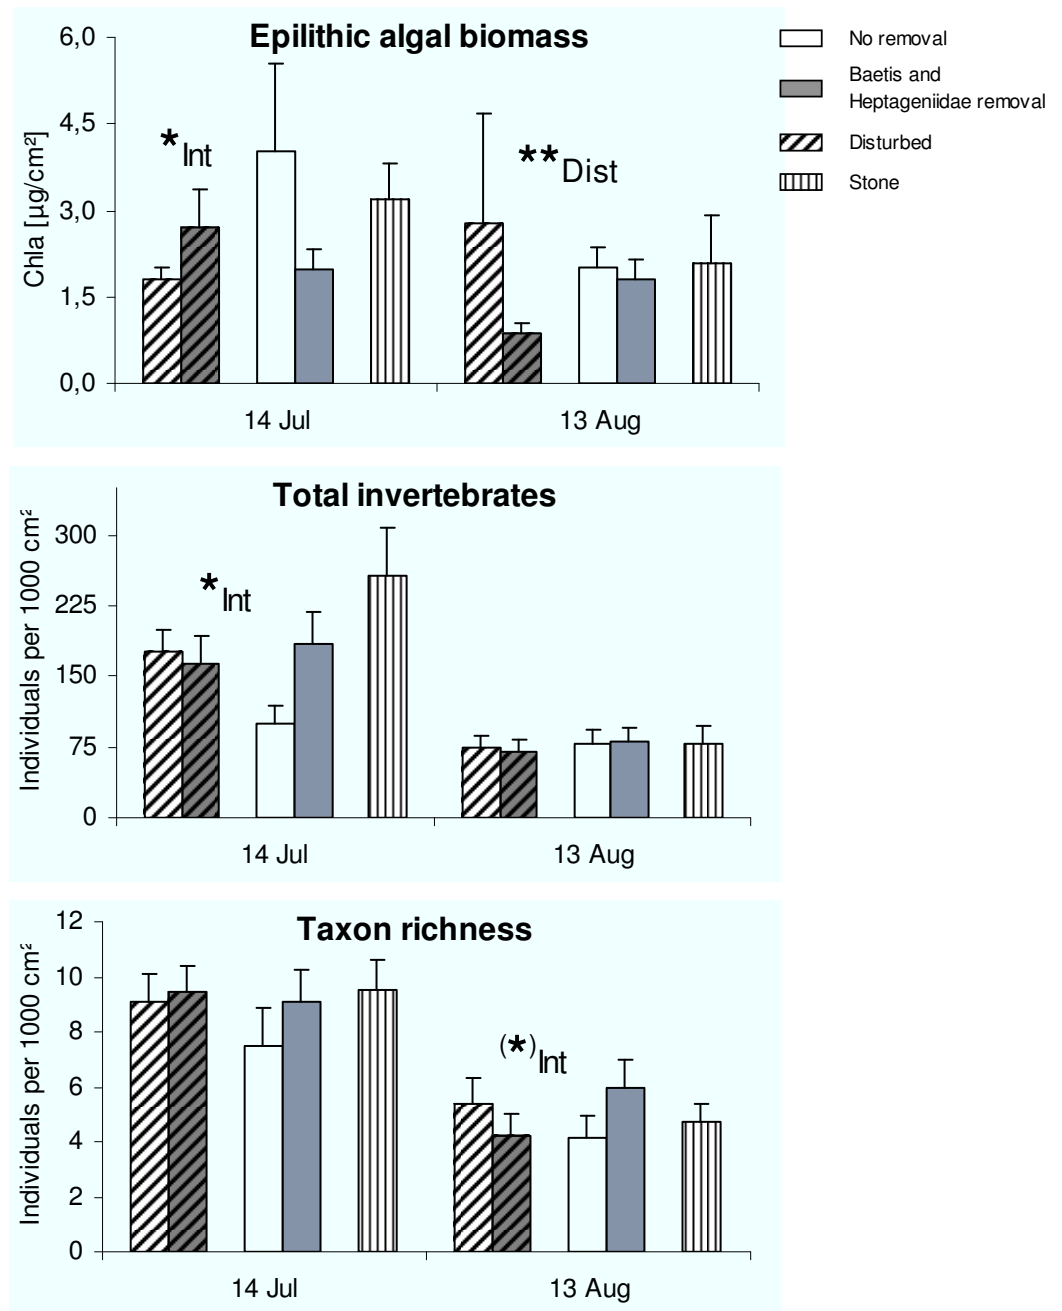 Epilithic algal biomass
Chla [µg/cm²]
6,0
4,5
3,0
1,5
0,0
*Int
**Dist
14 Jul
13 Aug
No removal
Baetis and
Heptageniidae removal
Disturbed
Stone
Total invertebrates
Individuals per 1000 cm²
300
225
150
75
0
*Int
14 Jul
13 Aug
Taxon richness
Individuals per 1000 cm²
12
10
8
6
4
2
0
(*)Int
14 Jul
13 Aug